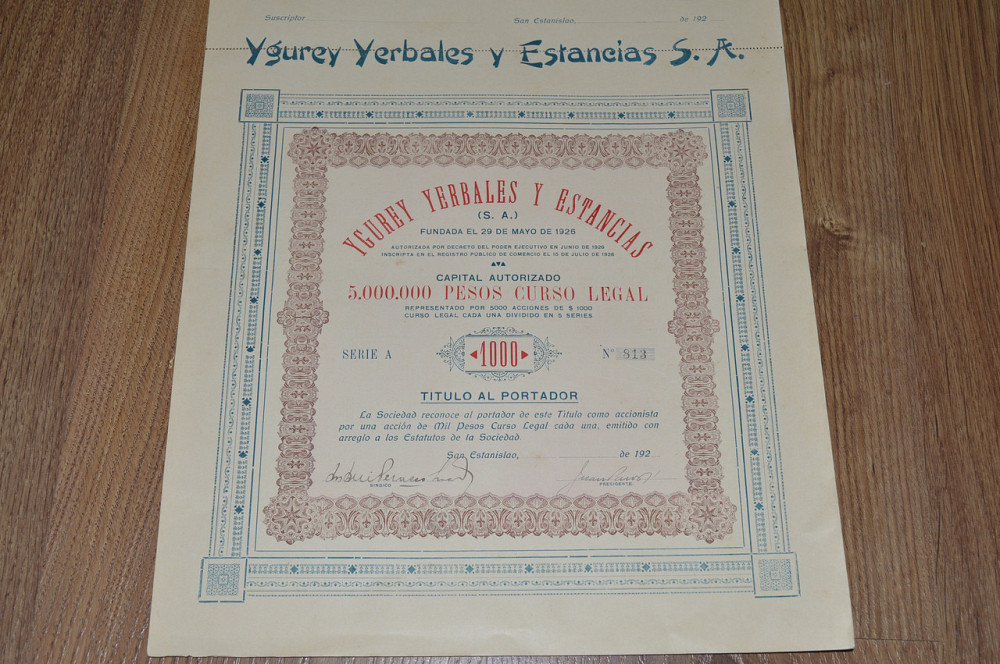 Suscriptor
San Estanislao, de 192
Ygurey Yerbales y Estancias S. A.
YGUREY YERBALES Y ESTANCIAS
(S. A.)
FUNDADA EL 29 DE MAYO DE 1926
AUTORIZADA POR DECRETO DEL PODER EJECUTIVO EN JUNIO DE 1926
INSCRIPTA EN EL REGISTRO PÚBLICO DE COMERCIO EL 15 DE JULIO DE 1926
CAPITAL AUTORIZADO
5.000.000 PESOS CURSO LEGAL
REPRESENTADO POR 5000 ACCIONES DE $ 1000
CURSO LEGAL CADA UNA DIVIDIDO EN 5 SERIES
SERIE A
1000
Nº 813
TITULO AL PORTADOR
La Sociedad reconoce al portador de este Titulo como accionista
por una acción de Mil Pesos Curso Legal cada una, emitido con
arreglo a los Estatutos de la Sociedad.
San Estanislao, de 192
SÍNDICO
PRESIDENTE